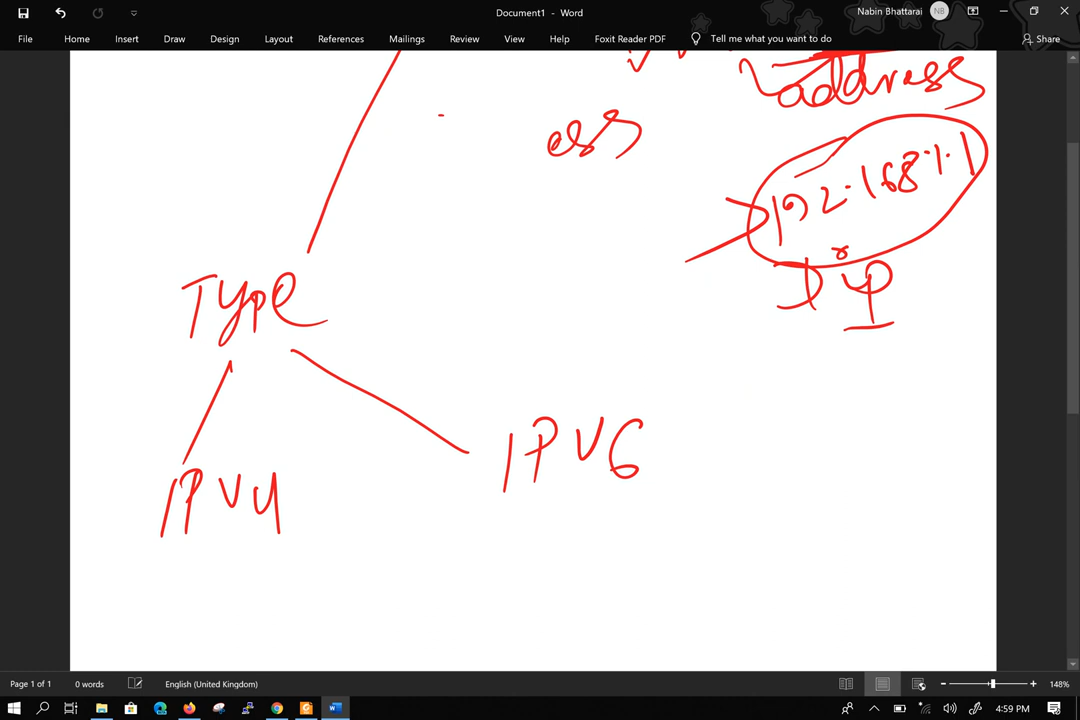 Document1 - Word
Nabin Bhattarai NB
File Home Insert Draw Design Layout References Mailings Review View Help Foxit Reader PDF Tell me what you want to do Share
address
ess
192.168.1.1
Type
IPV4
IPV6
Page 1 of 1 0 words English (United Kingdom) 148%
4:59 PM